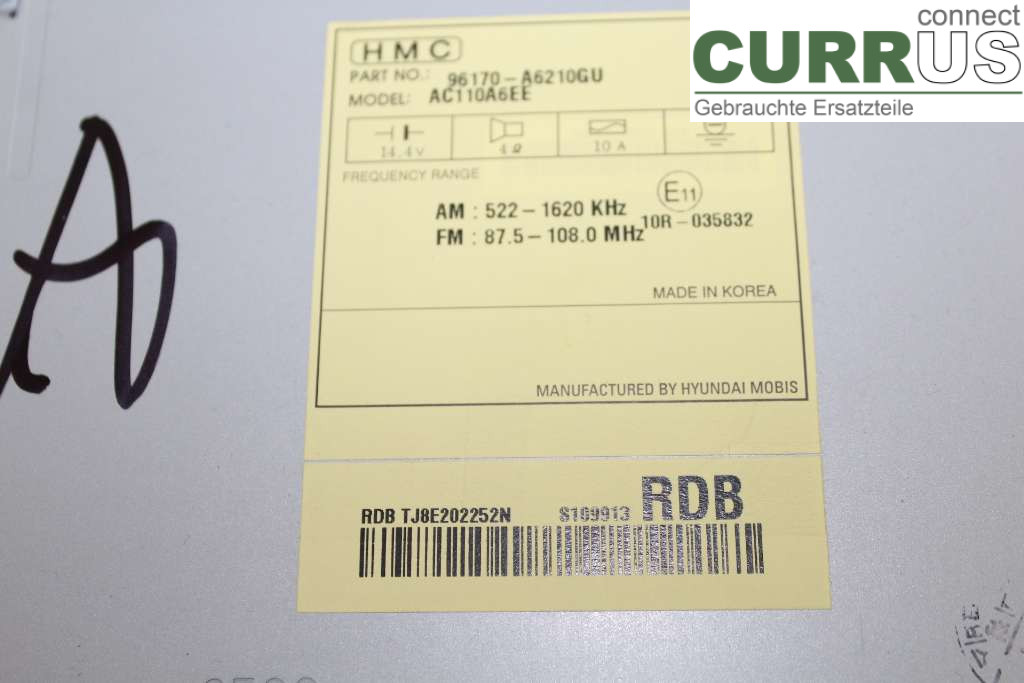 connect
CURRUS
Gebrauchte Ersatzteile
HMC
PART NO.: 96170-A6210GU
MODEL: AC110A6EE
14.4V 4Ω 10 A
FREQUENCY RANGE
E11
AM : 522 - 1620 KHz
10R - 035832
FM : 87.5 - 108.0 MHz
MADE IN KOREA
MANUFACTURED BY HYUNDAI MOBIS
RDB
RDB TJ8E202252N S109913
A